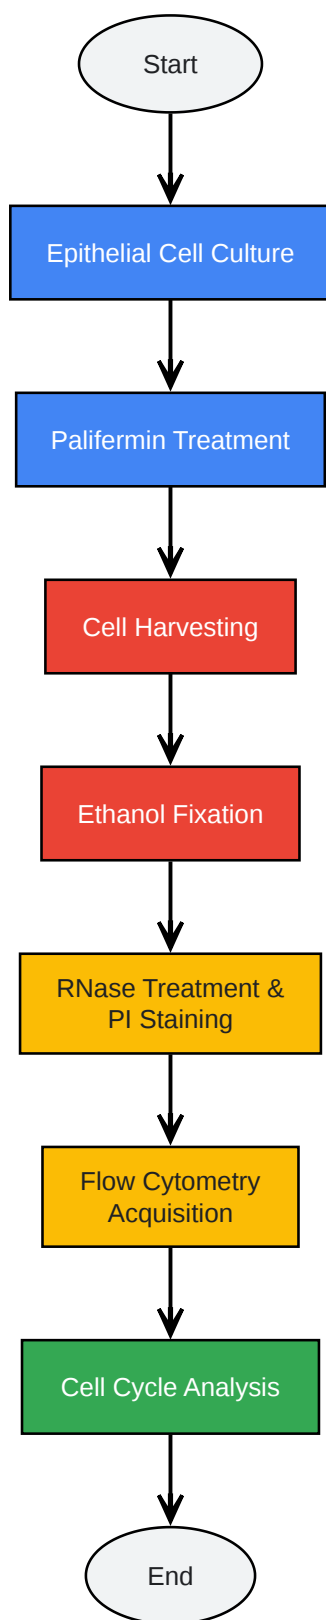 Start
Epithelial Cell Culture
Palifermin Treatment
Cell Harvesting
Ethanol Fixation
RNase Treatment &
PI Staining
Flow Cytometry
Acquisition
Cell Cycle Analysis
End